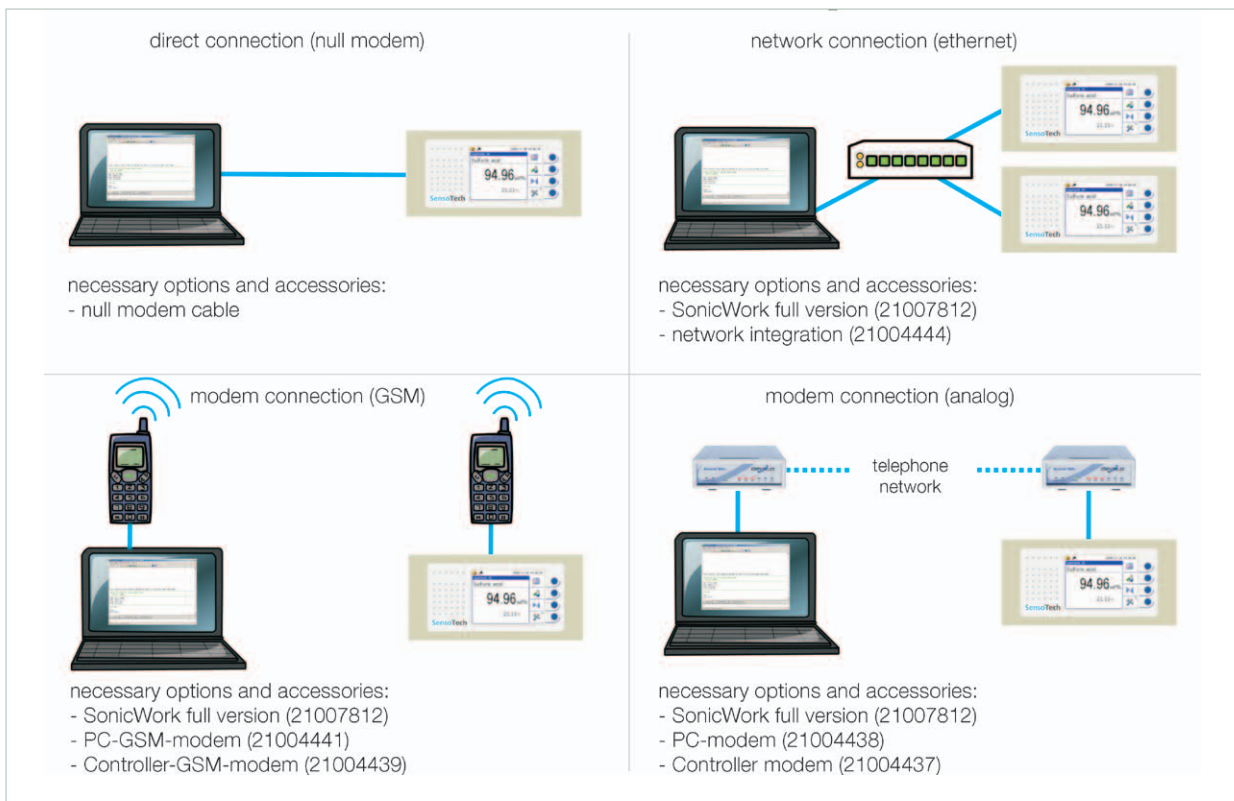 direct connection (null modem)
SensoTech
94.96
necessary options and accessories:
- null modem cable
network connection (ethernet)
94.96
SensoTech
94.96
SensoTech
necessary options and accessories:
- SonicWork full version (21007812)
- network integration (21004444)
modem connection (GSM)
94.96
SensoTech
necessary options and accessories:
- SonicWork full version (21007812)
- PC-GSM-modem (21004441)
- Controller-GSM-modem (21004439)
modem connection (analog)
telephone
network
94.96
SensoTech
necessary options and accessories:
- SonicWork full version (21007812)
- PC-modem (21004438)
- Controller modem (21004437)